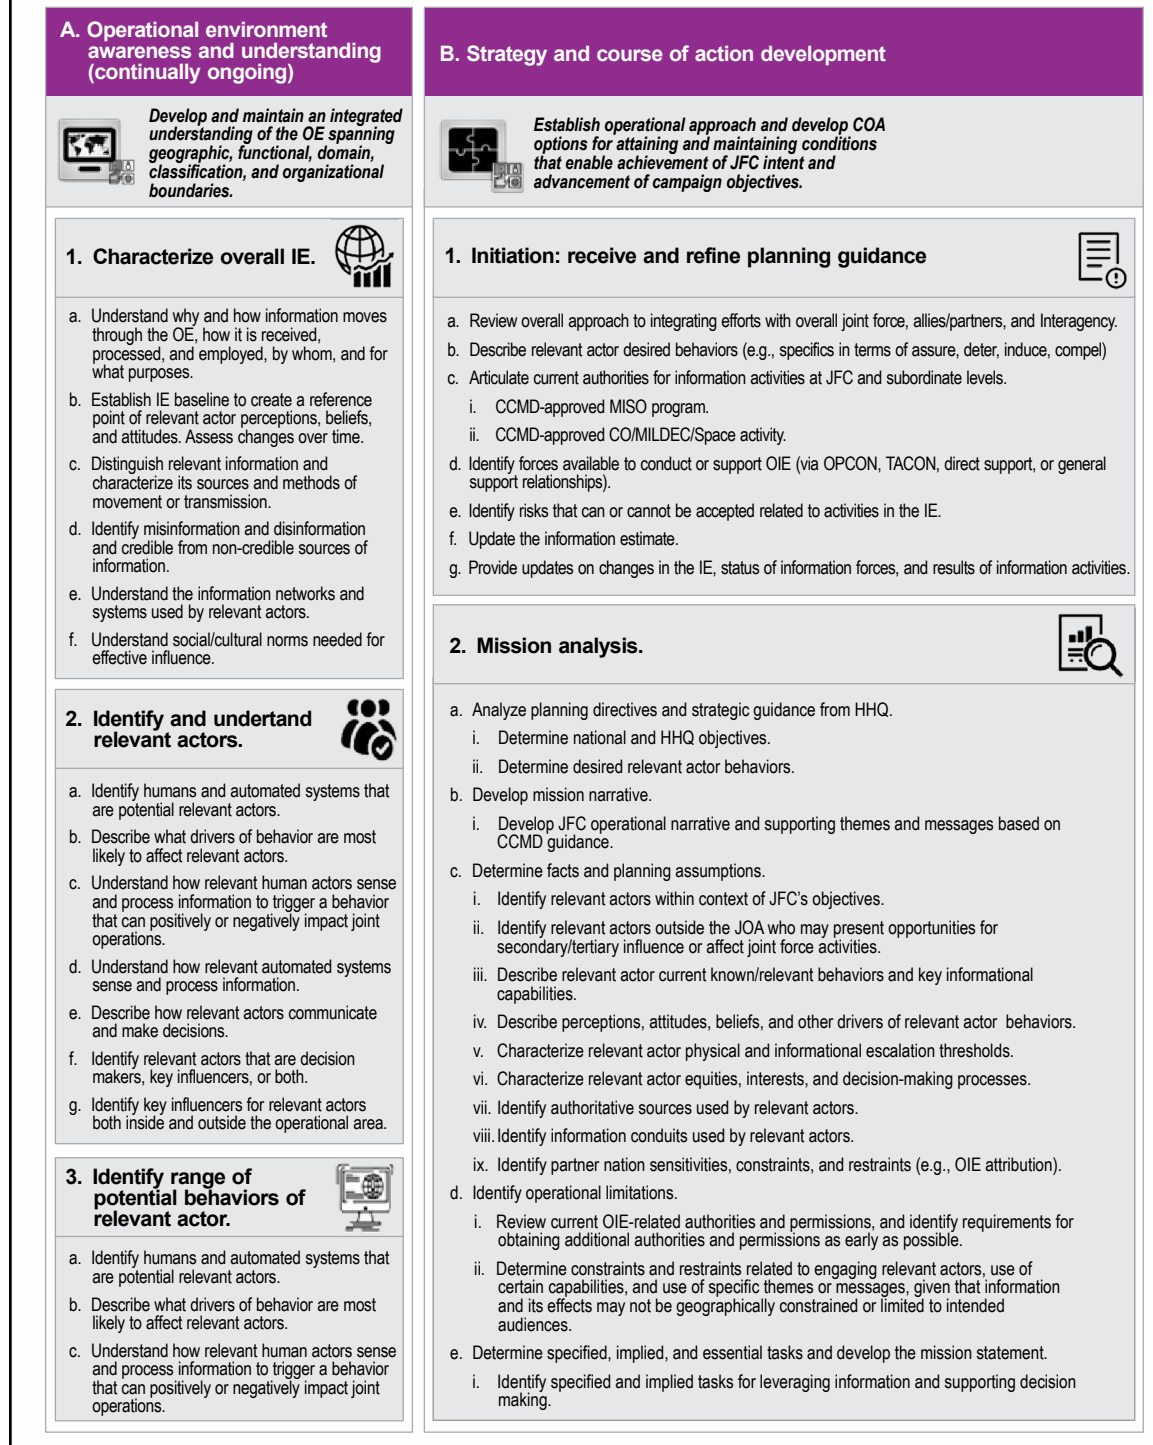 A. Operational environment
awareness and understanding
(continually ongoing)
Develop and maintain an integrated
understanding of the OE spanning
geographic, functional, domain,
classification, and organizational
boundaries.
1. Characterize overall IE.
a. Understand why and how information moves
through the OE, how it is received,
processed, and employed, by whom, and for
what purposes.
b. Establish IE baseline to create a reference
point of relevant actor perceptions, beliefs,
and attitudes. Assess changes over time.
c. Distinguish relevant information and
characterize its sources and methods of
movement or transmission.
d. Identify misinformation and disinformation
and credible from non-credible sources of
information.
e. Understand the information networks and
systems used by relevant actors.
f. Understand social/cultural norms needed for
effective influence.
2. Identify and undertand
relevant actors.
a. Identify humans and automated systems that
are potential relevant actors.
b. Describe what drivers of behavior are most
likely to affect relevant actors.
c. Understand how relevant human actors sense
and process information to trigger a behavior
that can positively or negatively impact joint
operations.
d. Understand how relevant automated systems
sense and process information.
e. Describe how relevant actors communicate
and make decisions.
f. Identify relevant actors that are decision
makers, key influencers, or both.
g. Identify key influencers for relevant actors
both inside and outside the operational area.
3. Identify range of
potential behaviors of
relevant actor.
a. Identify humans and automated systems that
are potential relevant actors.
b. Describe what drivers of behavior are most
likely to affect relevant actors.
c. Understand how relevant human actors sense
and process information to trigger a behavior
that can positively or negatively impact joint
operations.
B. Strategy and course of action development
Establish operational approach and develop COA
options for attaining and maintaining conditions
that enable achievement of JFC intent and
advancement of campaign objectives.
1. Initiation: receive and refine planning guidance
a. Review overall approach to integrating efforts with overall joint force, allies/partners, and Interagency.
b. Describe relevant actor desired behaviors (e.g., specifics in terms of assure, deter, induce, compel)
c. Articulate current authorities for information activities at JFC and subordinate levels.
i. CCMD-approved MISO program.
ii. CCMD-approved CO/MILDEC/Space activity.
d. Identify forces available to conduct or support OIE (via OPCON, TACON, direct support, or general
support relationships).
e. Identify risks that can or cannot be accepted related to activities in the IE.
f. Update the information estimate.
g. Provide updates on changes in the IE, status of information forces, and results of information activities.
2. Mission analysis.
a. Analyze planning directives and strategic guidance from HHQ.
i. Determine national and HHQ objectives.
ii. Determine desired relevant actor behaviors.
b. Develop mission narrative.
i. Develop JFC operational narrative and supporting themes and messages based on
CCMD guidance.
c. Determine facts and planning assumptions.
i. Identify relevant actors within context of JFC's objectives.
ii. Identify relevant actors outside the JOA who may present opportunities for
secondary/tertiary influence or affect joint force activities.
iii. Describe relevant actor current known/relevant behaviors and key informational
capabilities.
iv. Describe perceptions, attitudes, beliefs, and other drivers of relevant actor behaviors.
v. Characterize relevant actor physical and informational escalation thresholds.
vi. Characterize relevant actor equities, interests, and decision-making processes.
vii. Identify authoritative sources used by relevant actors.
viii. Identify information conduits used by relevant actors.
ix. Identify partner nation sensitivities, constraints, and restraints (e.g., OIE attribution).
d. Identify operational limitations.
i. Review current OIE-related authorities and permissions, and identify requirements for
obtaining additional authorities and permissions as early as possible.
ii. Determine constraints and restraints related to engaging relevant actors, use of
certain capabilities, and use of specific themes or messages, given that information
and its effects may not be geographically constrained or limited to intended
audiences.
e. Determine specified, implied, and essential tasks and develop the mission statement.
i. Identify specified and implied tasks for leveraging information and supporting decision
making.